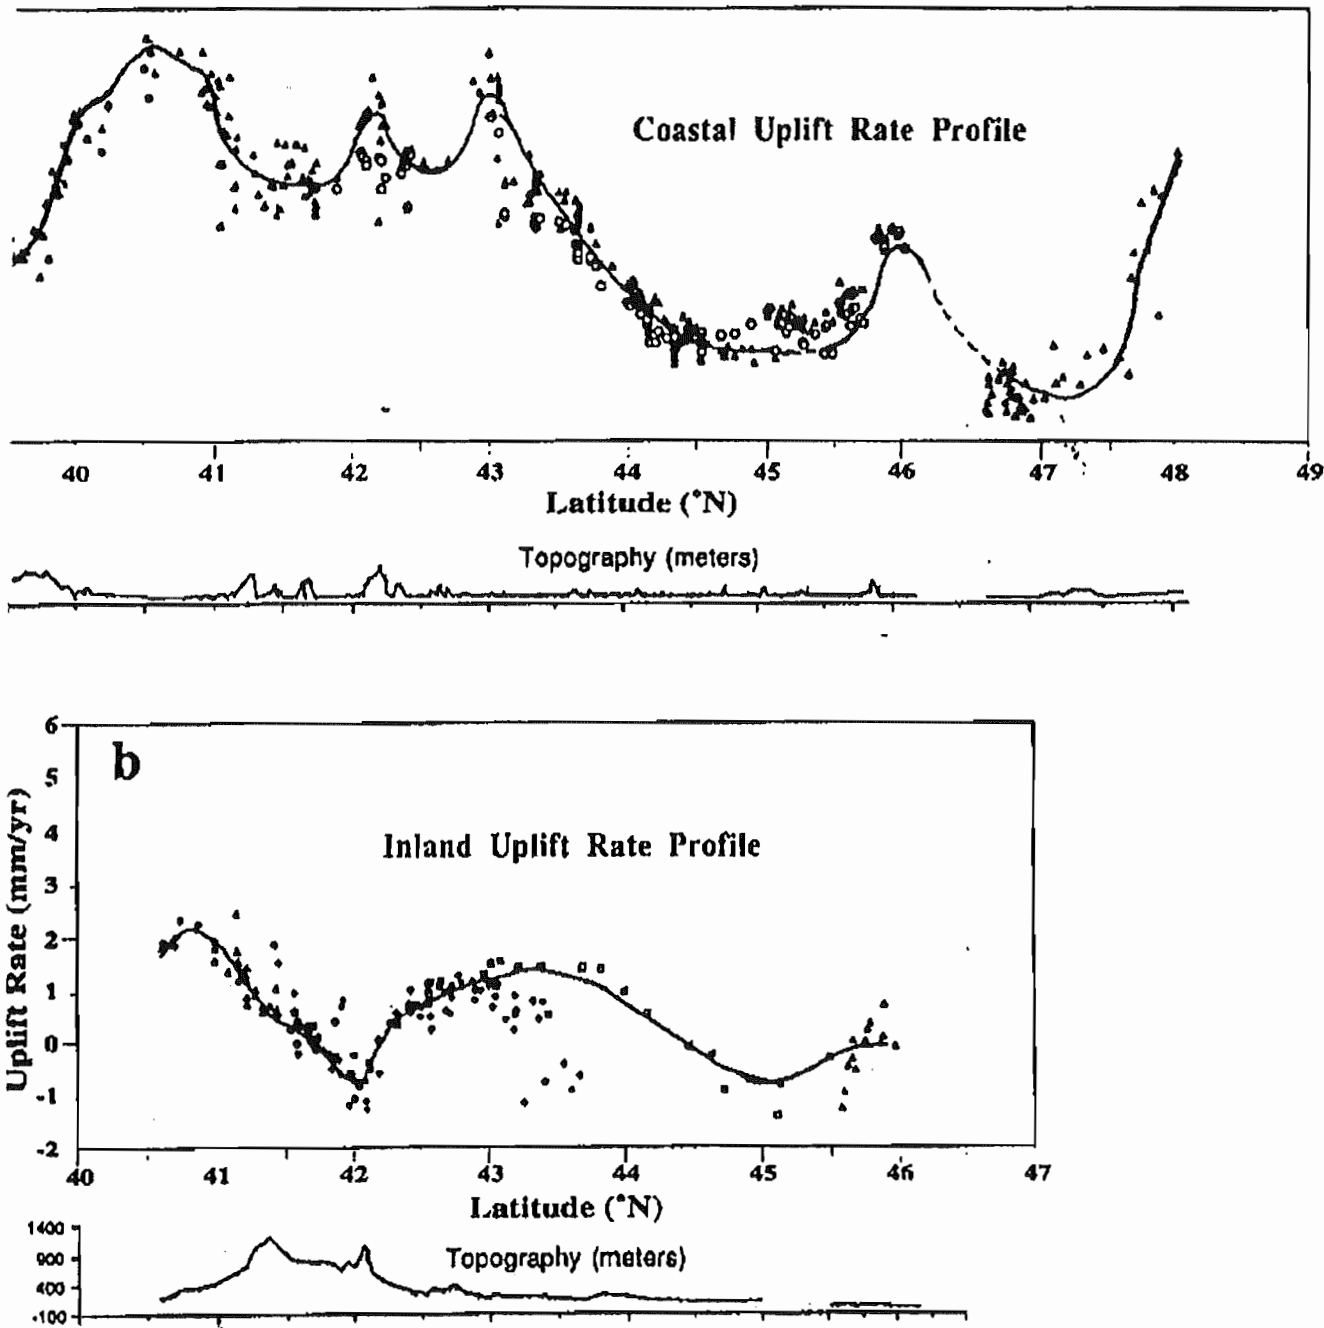 Coastal Uplift Rate Profile
40 41 42 43 44 45 46 47 48 49
Latitude (°N)
Topography (meters)
6
b
5
4
Inland Uplift Rate Profile
3
2
1
0
-1
-2
Uplift Rate (mm/yr)
40 41 42 43 44 45 46 47
Latitude (°N)
1400
Topography (meters)
900
400
-100